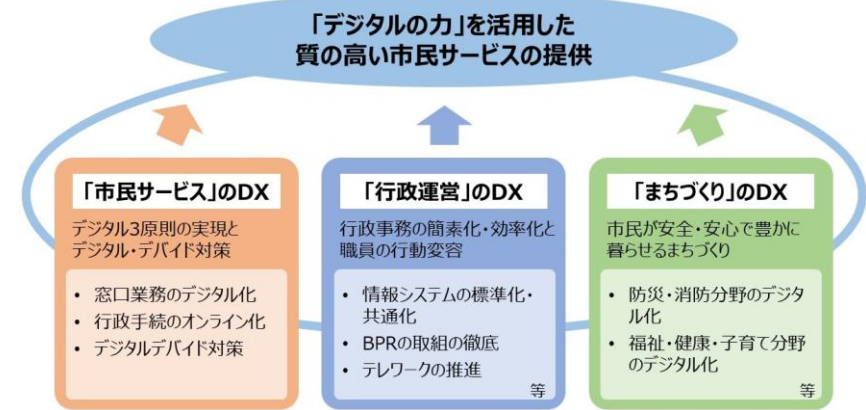 「デジタルの力」を活用した
質の高い市民サービスの提供
「市民サービス」のDX
デジタル3原則の実現と
デジタル・デバイド対策
• 窓口業務のデジタル化
• 行政手続のオンライン化
• デジタルデバイド対策
「行政運営」のDX
行政事務の簡素化・効率化と
職員の行動変容
• 情報システムの標準化・
共通化
• BPRの取組の徹底
• テレワークの推進
等
「まちづくり」のDX
市民が安全・安心で豊かに
暮らせるまちづくり
• 防災・消防分野のデジタ
ル化
• 福祉・健康・子育て分野
のデジタル化
等